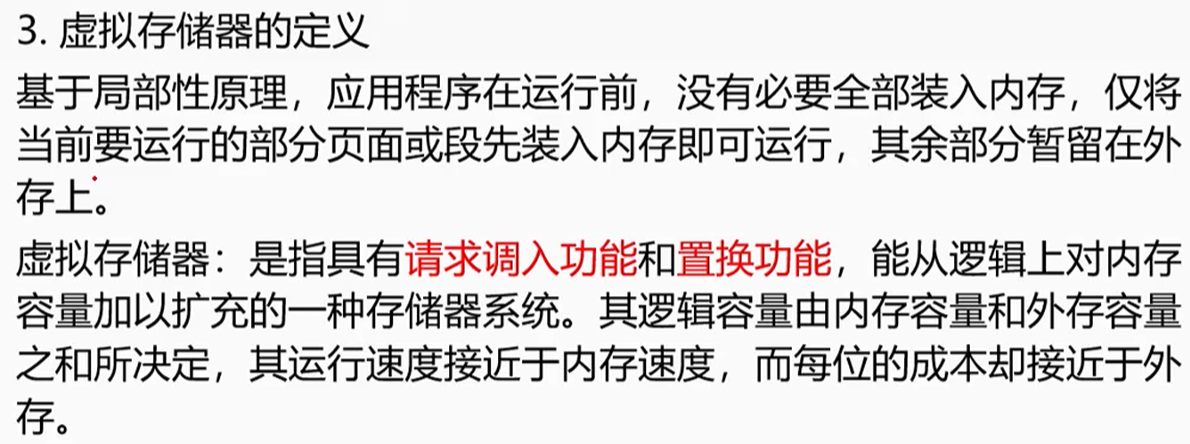 3. 虚拟存储器的定义
基于局部性原理，应用程序在运行前，没有必要全部装入内存，仅将
当前要运行的部分页面或段先装入内存即可运行，其余部分暂留在外
存上。
虚拟存储器：是指具有请求调入功能和置换功能，能从逻辑上对内存
容量加以扩充的一种存储器系统。其逻辑容量由内存容量和外存容量
之和所决定，其运行速度接近于内存速度，而每位的成本却接近于外
存。